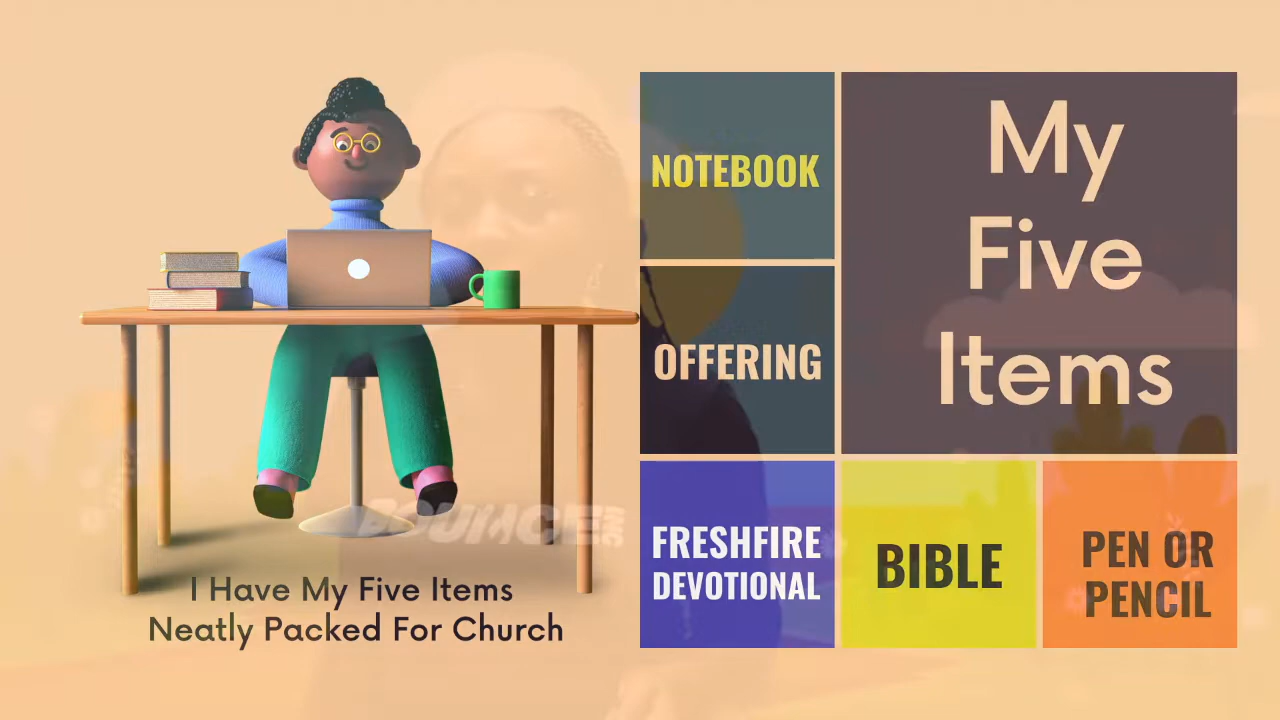 NOTEBOOK
My
Five
Items
OFFERING
FRESHFIRE
DEVOTIONAL
BIBLE
PEN OR
PENCIL
I Have My Five Items
Neatly Packed For Church
BOUNCE